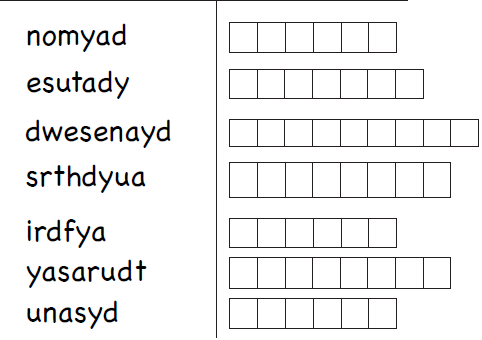 nomyad
esutady
dwesenayd
srthdyua
irdfya
yasarudt
unasyd